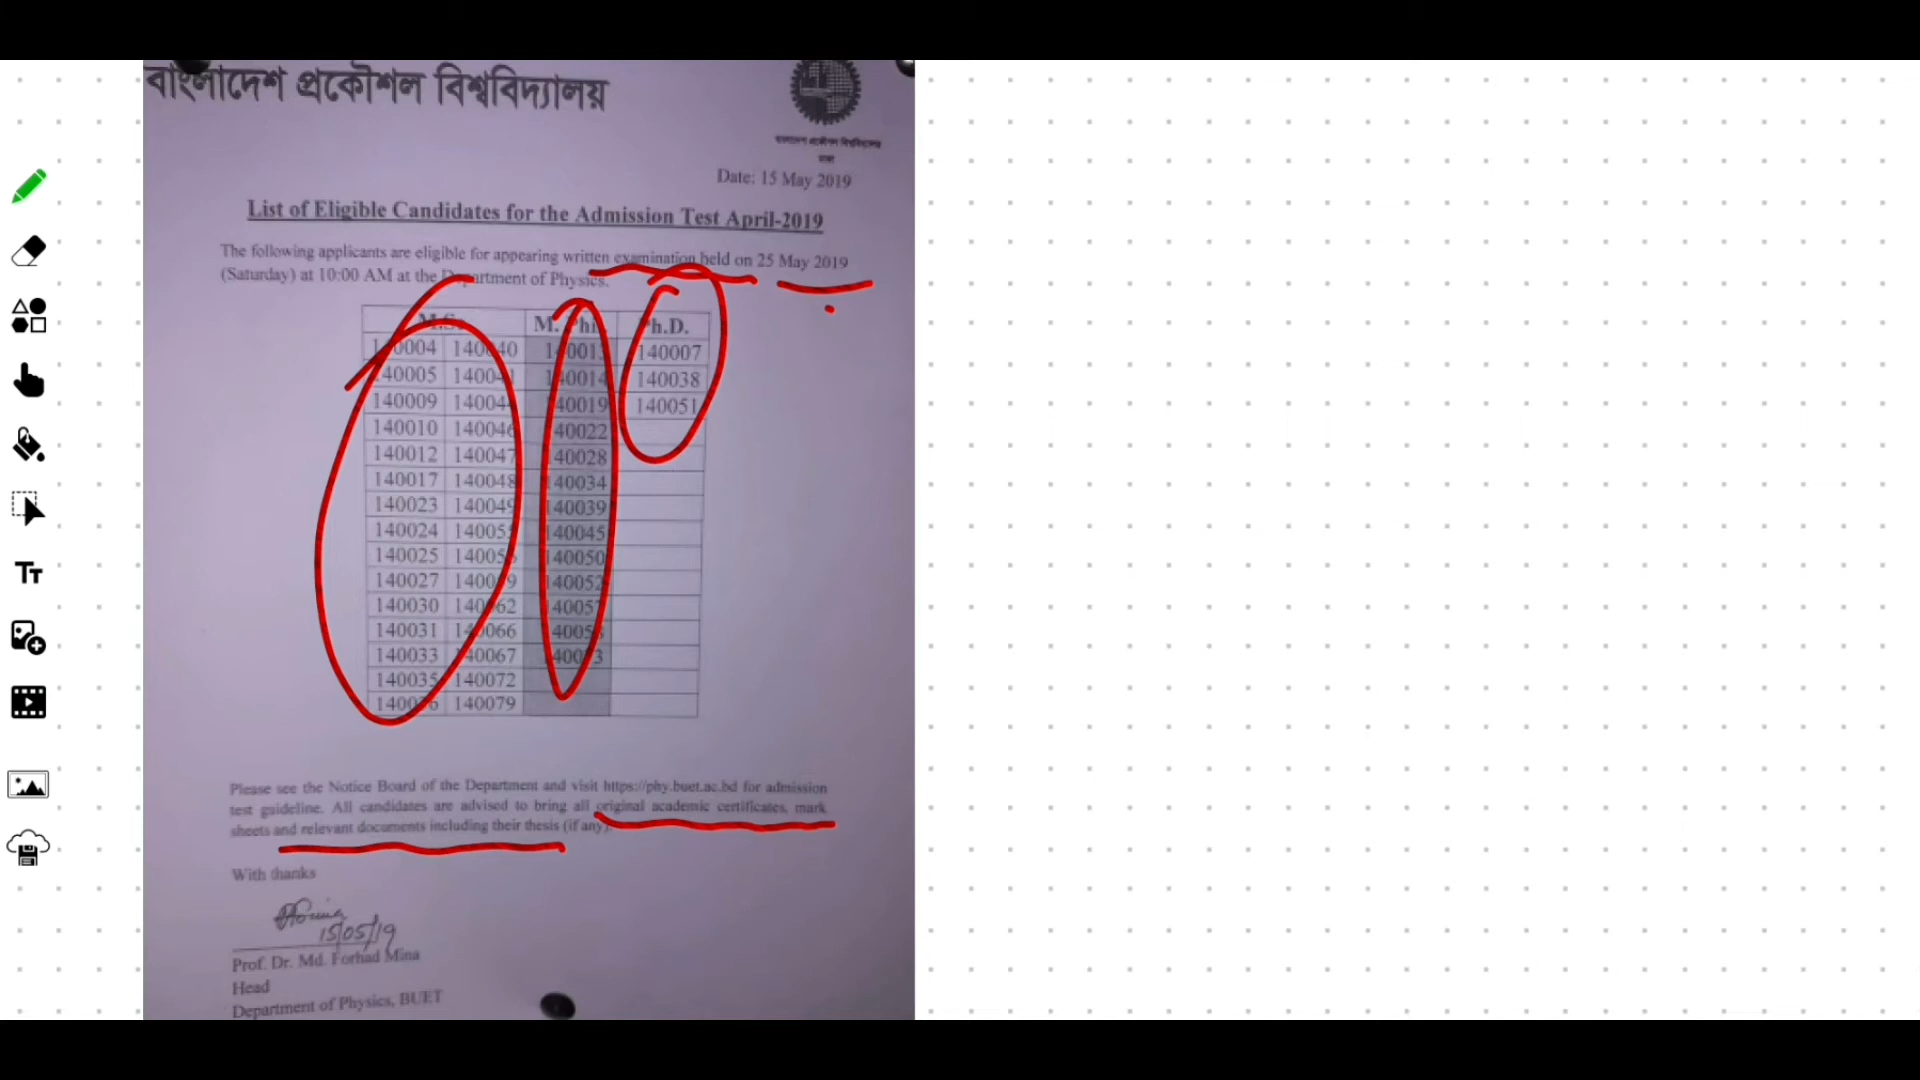 বাংলাদেশ প্রকৌশল বিশ্ববিদ্যালয়
Date: 15 May 2019
List of Eligible Candidates for the Admission Test April-2019
The following applicants are eligible for appearing written examination held on 25 May 2019
(Saturday) at 10:00 AM at the Department of Physics.
M. Phil Ph.D.
140004 140040 140007
140005 140014 140038
140009 140019 140051
140010 140046 140022
140012 140047 140028
140017 140048 140034
140023 140049 140039
140024 140045
140025 140050
140027 140052
140030 140062
140031 140066
140033 140067
140035 140072
140079
Please see the Notice Board of the Department and visit https://phy.buet.ac.bd for admission
test guideline. All candidates are advised to bring all original academic certificates, mark
sheets and relevant documents including their thesis (if any).
With thanks
15/05/19
Prof. Dr. Md. Forhad Mina
Head
Department of Physics, BUET
TT